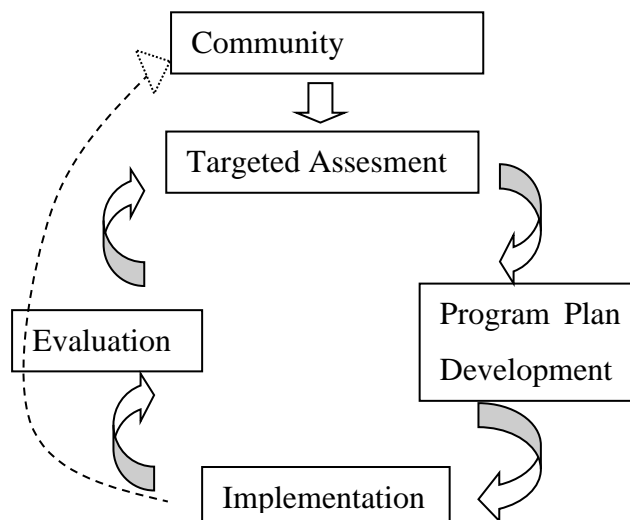 Community
Targeted Assesment
Program Plan
Development
Evaluation
Implementation